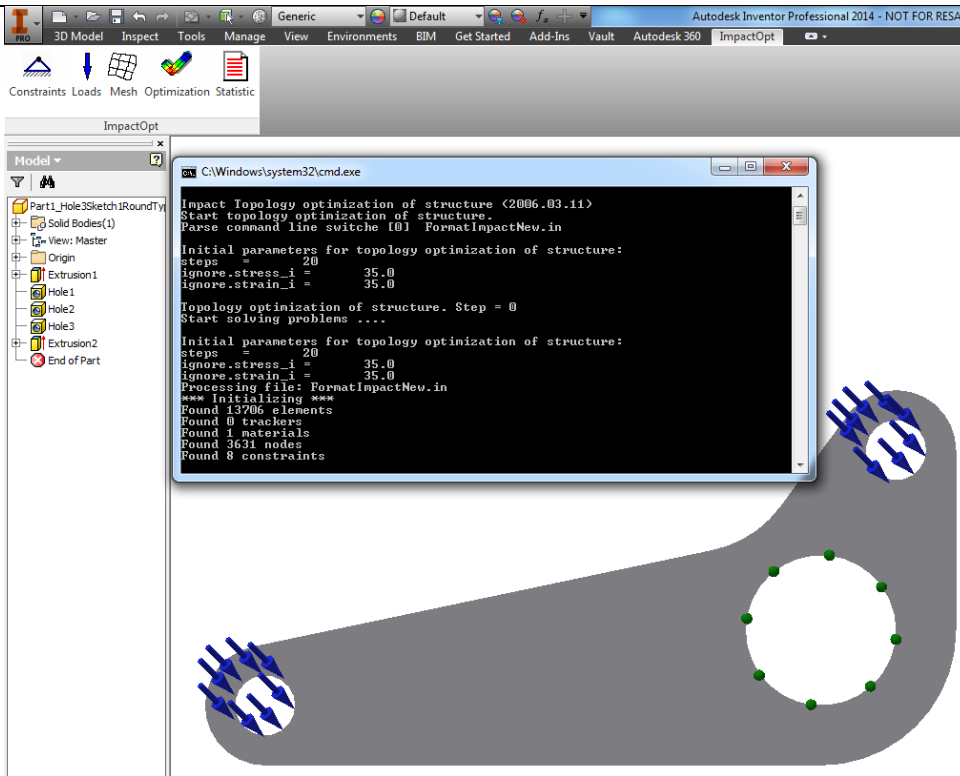 Generic
Default
Autodesk Inventor Professional 2014 - NOT FOR RESA
PRO
3D Model Inspect Tools Manage View Environments BIM Get Started Add-Ins Vault Autodesk 360 ImpactOpt
Constraints Loads Mesh Optimization Statistic
ImpactOpt
Model
Part1_Hole3Sketch1RoundTy
Solid Bodies(1)
View: Master
Origin
Extrusion1
Hole1
Hole2
Hole3
Extrusion2
End of Part
C:\Windows\system32\cmd.exe
Impact Topology optimization of structure (2006.03.11)
Start topology optimization of structure.
Parse command line switche [0] FormatImpactNew.in
Initial parameters for topology optimization of structure:
steps = 20
ignore.stress_i = 35.0
ignore.strain_i = 35.0
Topology optimization of structure. Step = 0
Start solving problems ....
Initial parameters for topology optimization of structure:
steps = 20
ignore.stress_i = 35.0
ignore.strain_i = 35.0
Processing file: FormatImpactNew.in
*** Initializing ***
Found 13706 elements
Found 0 trackers
Found 1 materials
Found 3631 nodes
Found 8 constraints